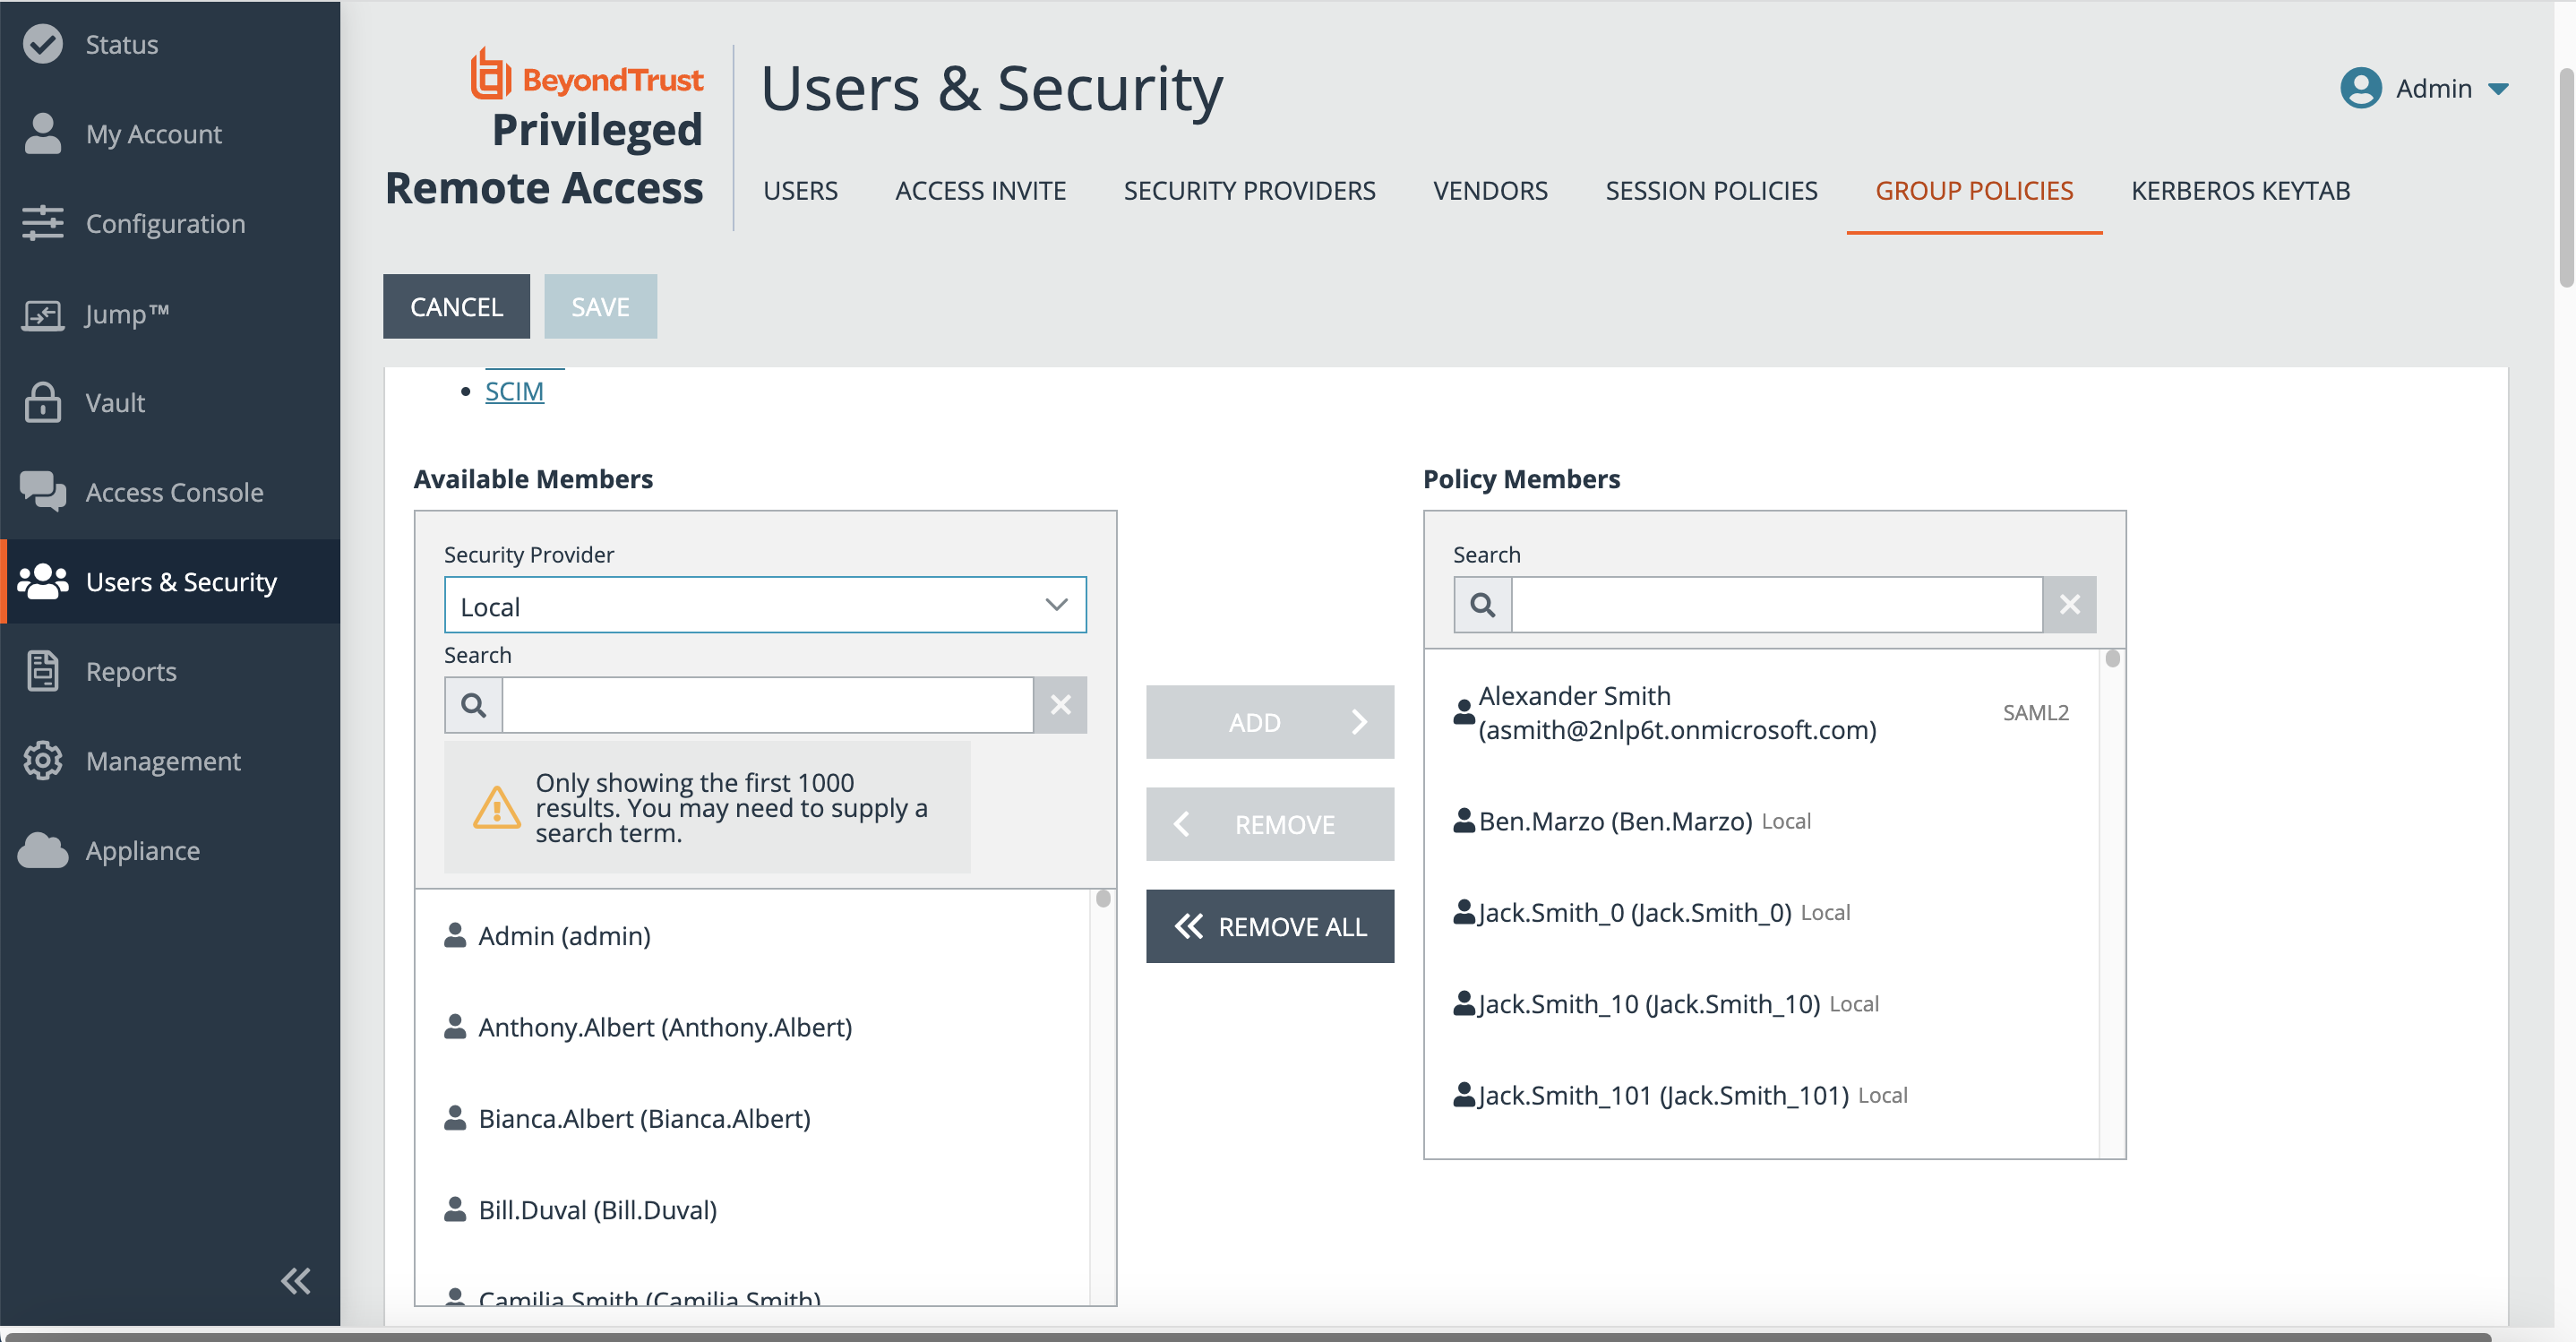 Status
My Account
Configuration
Jump™
Vault
Access Console
Users & Security
Reports
Management
Appliance
BeyondTrust
Privileged
Remote Access
Users & Security
Admin
USERS
ACCESS INVITE
SECURITY PROVIDERS
VENDORS
SESSION POLICIES
GROUP POLICIES
KERBEROS KEYTAB
CANCEL
SAVE
SCIM
Available Members
Security Provider
Local
Search
Only showing the first 1000
results. You may need to supply a
search term.
Admin (admin)
Anthony.Albert (Anthony.Albert)
Bianca.Albert (Bianca.Albert)
Bill.Duval (Bill.Duval)
Camilia.Smith (Camilia.Smith)
ADD
REMOVE
REMOVE ALL
Policy Members
Search
Alexander Smith
(asmith@2nlp6t.onmicrosoft.com)
SAML2
Ben.Marzo (Ben.Marzo) Local
Jack.Smith_0 (Jack.Smith_0) Local
Jack.Smith_10 (Jack.Smith_10) Local
Jack.Smith_101 (Jack.Smith_101) Local